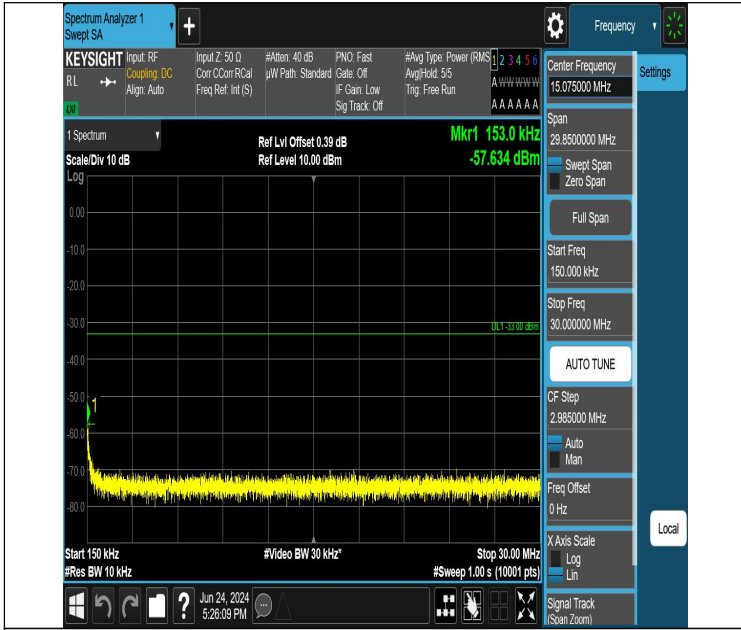 Spectrum Analyzer 1
Swept SA
+
Frequency
KEYSIGHT
RL
LXI
Input: RF
Coupling: DC
Align: Auto
Input Z: 50 Ω
Corr CCorr RCal
Freq Ref: Int (S)
#Atten: 40 dB
µW Path: Standard
PNO: Fast
Gate: Off
IF Gain: Low
Sig Track: Off
#Avg Type: Power (RMS
Avg|Hold: 5/5
Trig: Free Run
1 2 3 4 5 6
A W W W W W
A A A A A A
Center Frequency
15.075000 MHz
Settings
Span
29.8500000 MHz
Swept Span
Zero Span
Full Span
Start Freq
150.000 kHz
Stop Freq
30.000000 MHz
AUTO TUNE
CF Step
2.985000 MHz
Auto
Man
Freq Offset
0 Hz
X Axis Scale
Log
Lin
Signal Track
(Span Zoom)
Local
1 Spectrum
Scale/Div 10 dB
Ref Lvl Offset 0.39 dB
Ref Level 10.00 dBm
Mkr1 153.0 kHz
-57.634 dBm
Log
0.00
-10.0
-20.0
-30.0
DL1 -33.00 dBm
-40.0
-50.0
1
-60.0
-70.0
-80.0
Start 150 kHz
#Video BW 30 kHz*
Stop 30.00 MHz
#Res BW 10 kHz
#Sweep 1.00 s (10001 pts)
?
Jun 24, 2024
5:26:09 PM